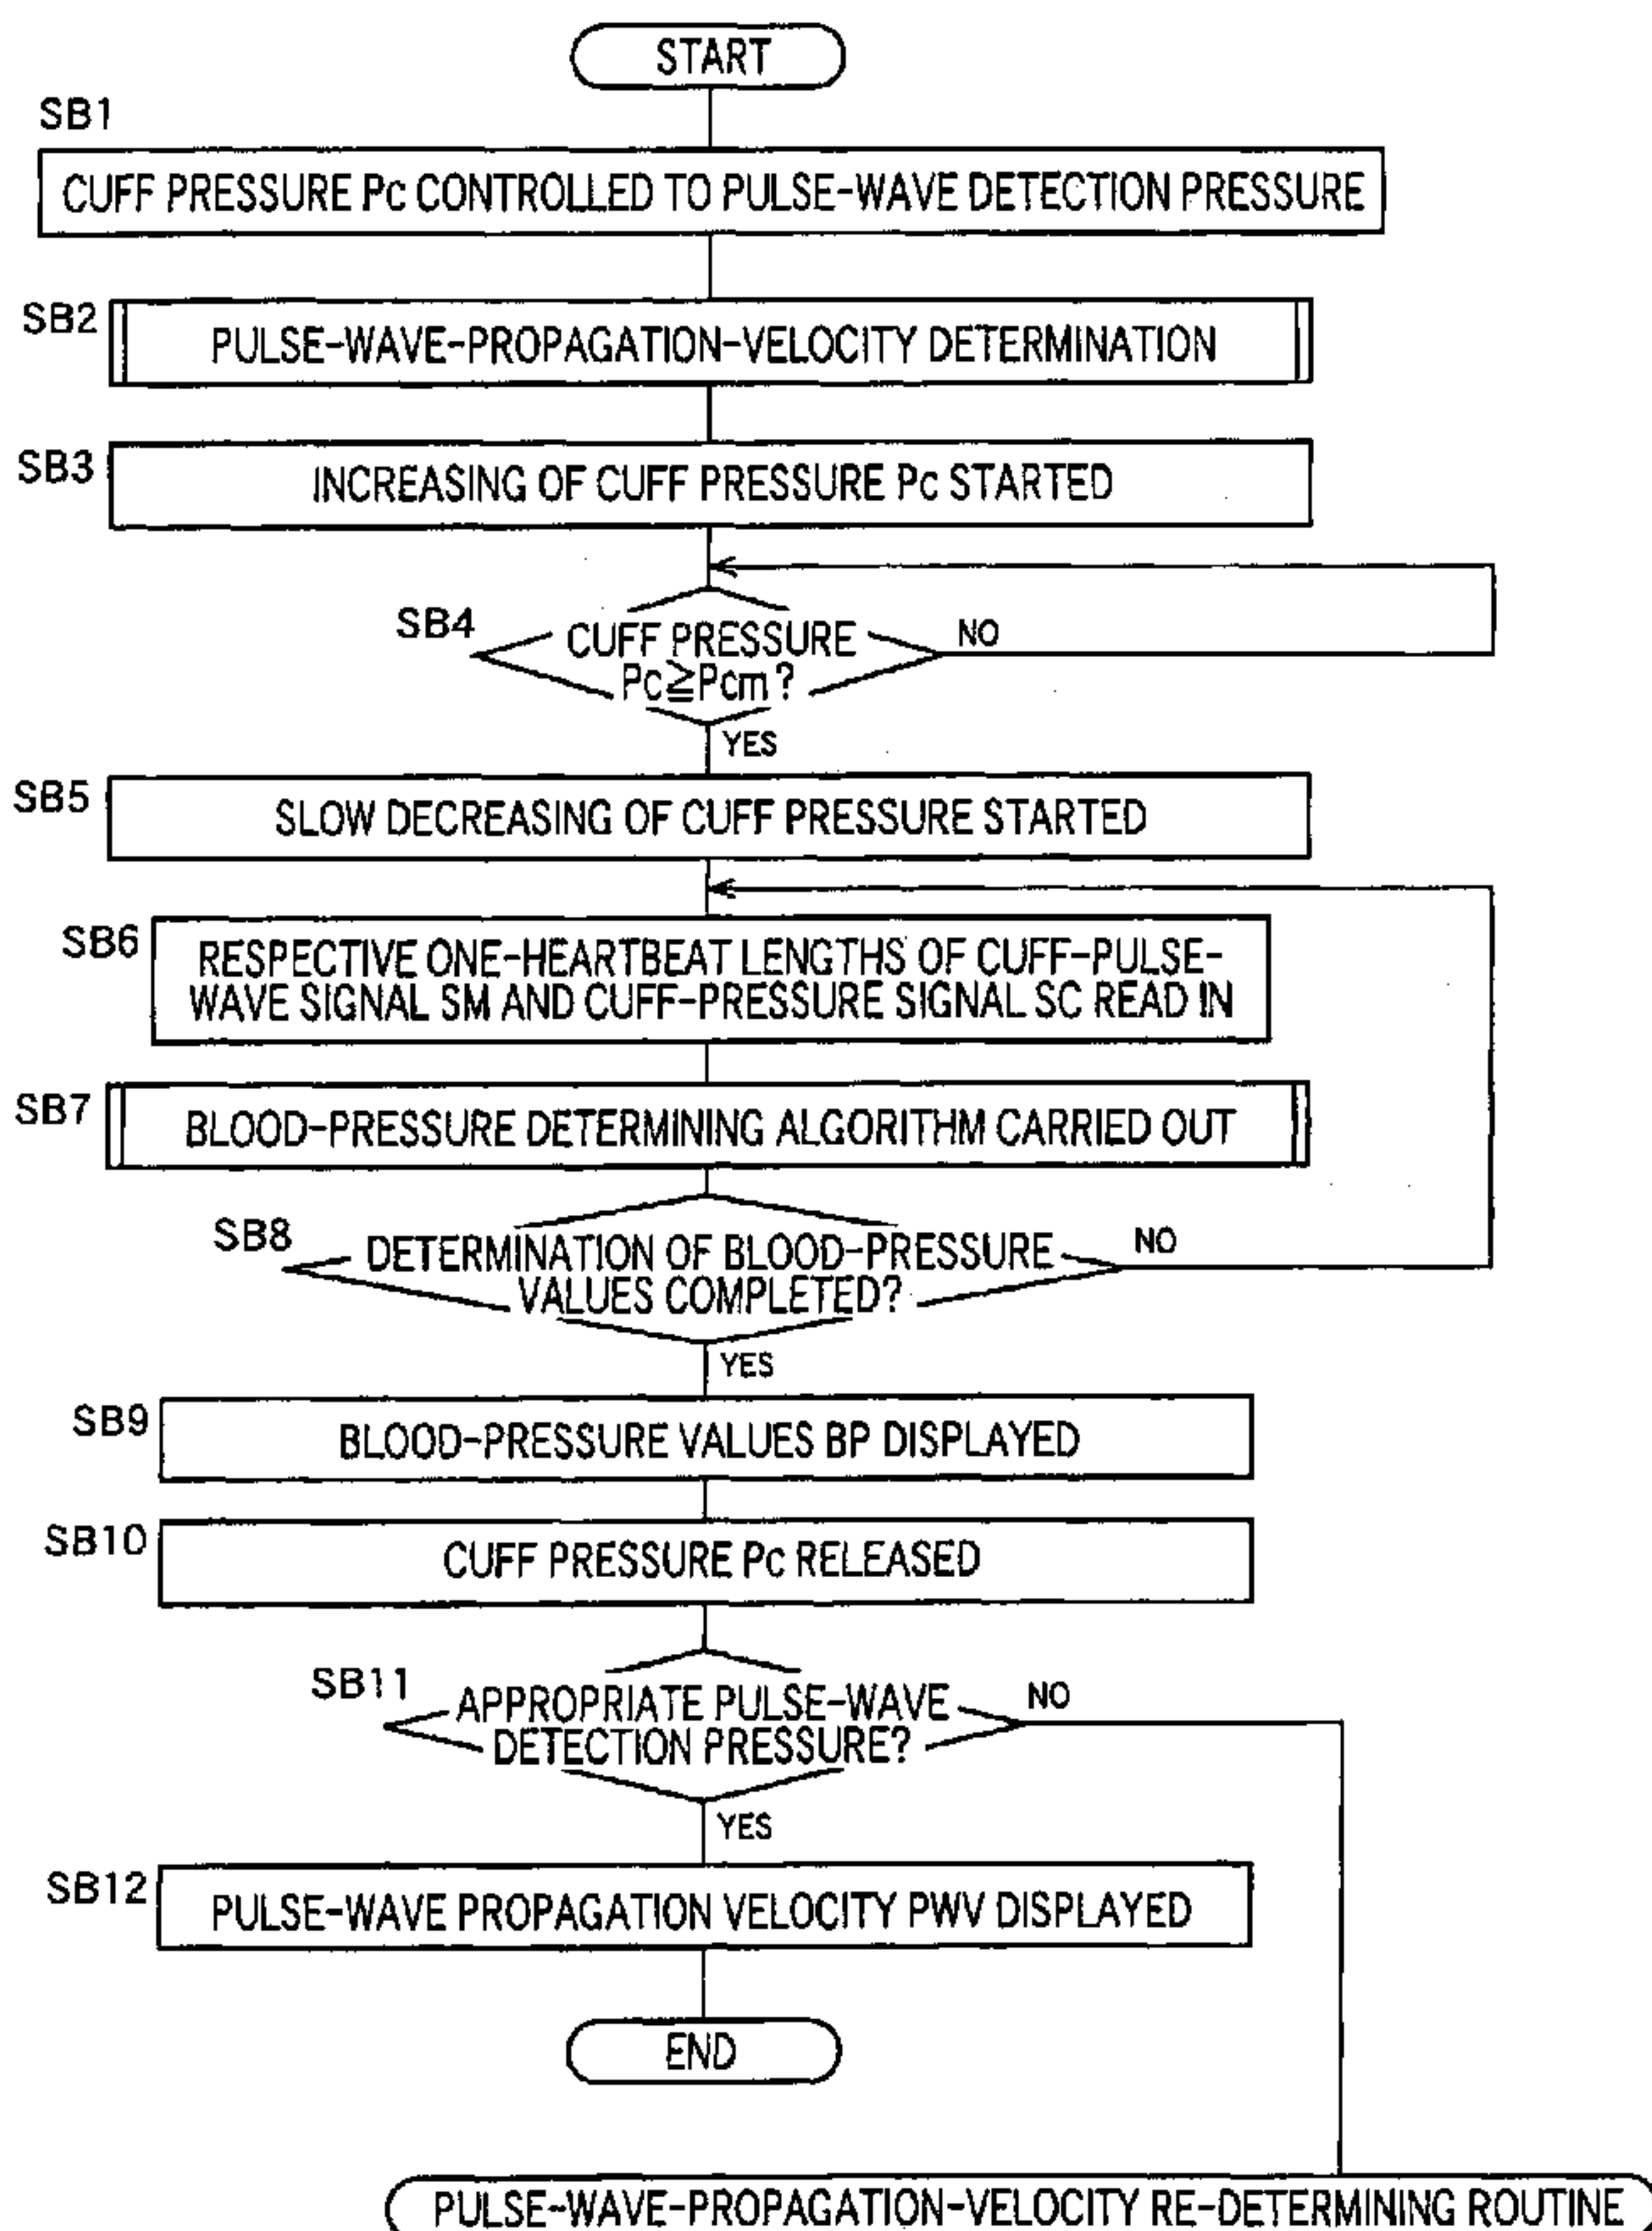 START
SB1
CUFF PRESSURE Pc CONTROLLED TO PULSE-WAVE DETECTION PRESSURE
SB2
PULSE-WAVE-PROPAGATION-VELOCITY DETERMINATION
SB3
INCREASING OF CUFF PRESSURE Pc STARTED
SB4
CUFF PRESSURE
Pc≧Pcm?
NO
YES
SB5
SLOW DECREASING OF CUFF PRESSURE STARTED
SB6
RESPECTIVE ONE-HEARTBEAT LENGTHS OF CUFF-PULSE-
WAVE SIGNAL SM AND CUFF-PRESSURE SIGNAL SC READ IN
SB7
BLOOD-PRESSURE DETERMINING ALGORITHM CARRIED OUT
SB8
DETERMINATION OF BLOOD-PRESSURE
VALUES COMPLETED?
NO
YES
SB9
BLOOD-PRESSURE VALUES BP DISPLAYED
SB10
CUFF PRESSURE Pc RELEASED
SB11
APPROPRIATE PULSE-WAVE
DETECTION PRESSURE?
NO
YES
SB12
PULSE-WAVE PROPAGATION VELOCITY PWV DISPLAYED
END
PULSE-WAVE-PROPAGATION-VELOCITY RE-DETERMINING ROUTINE